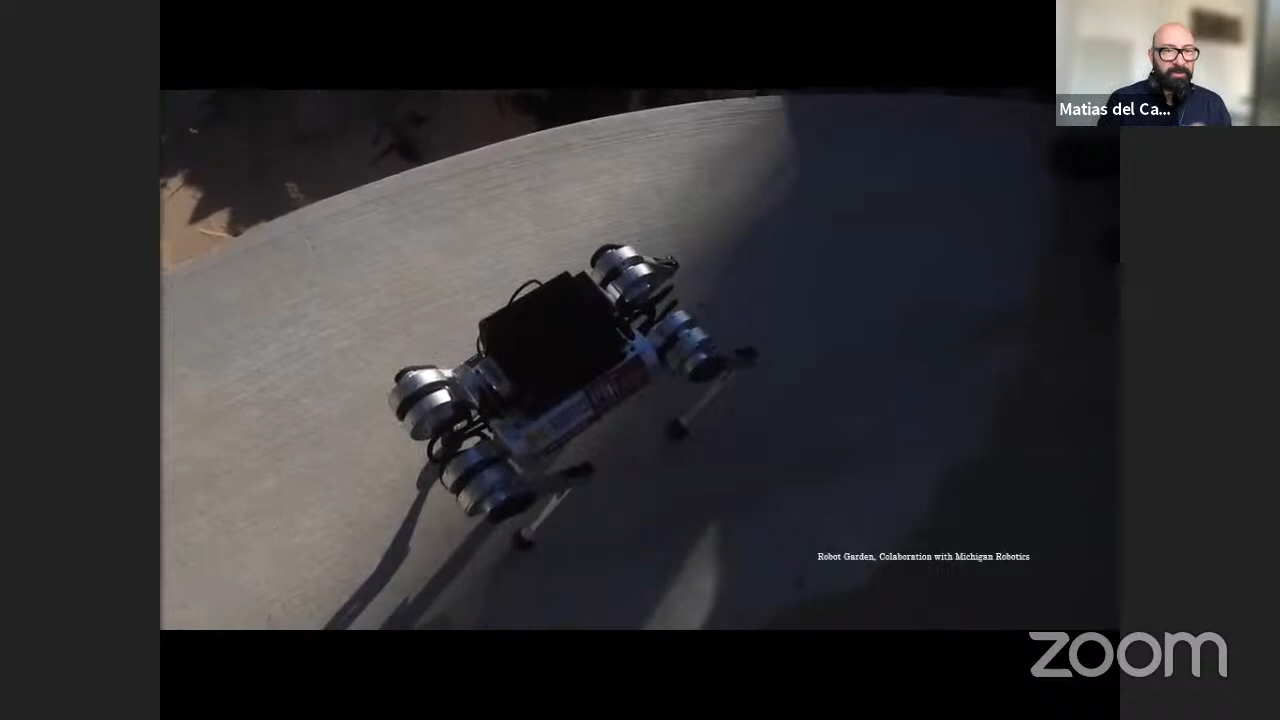 Matias del Ca...
Robot Garden, Colaboration with Michigan Robotics
zoom